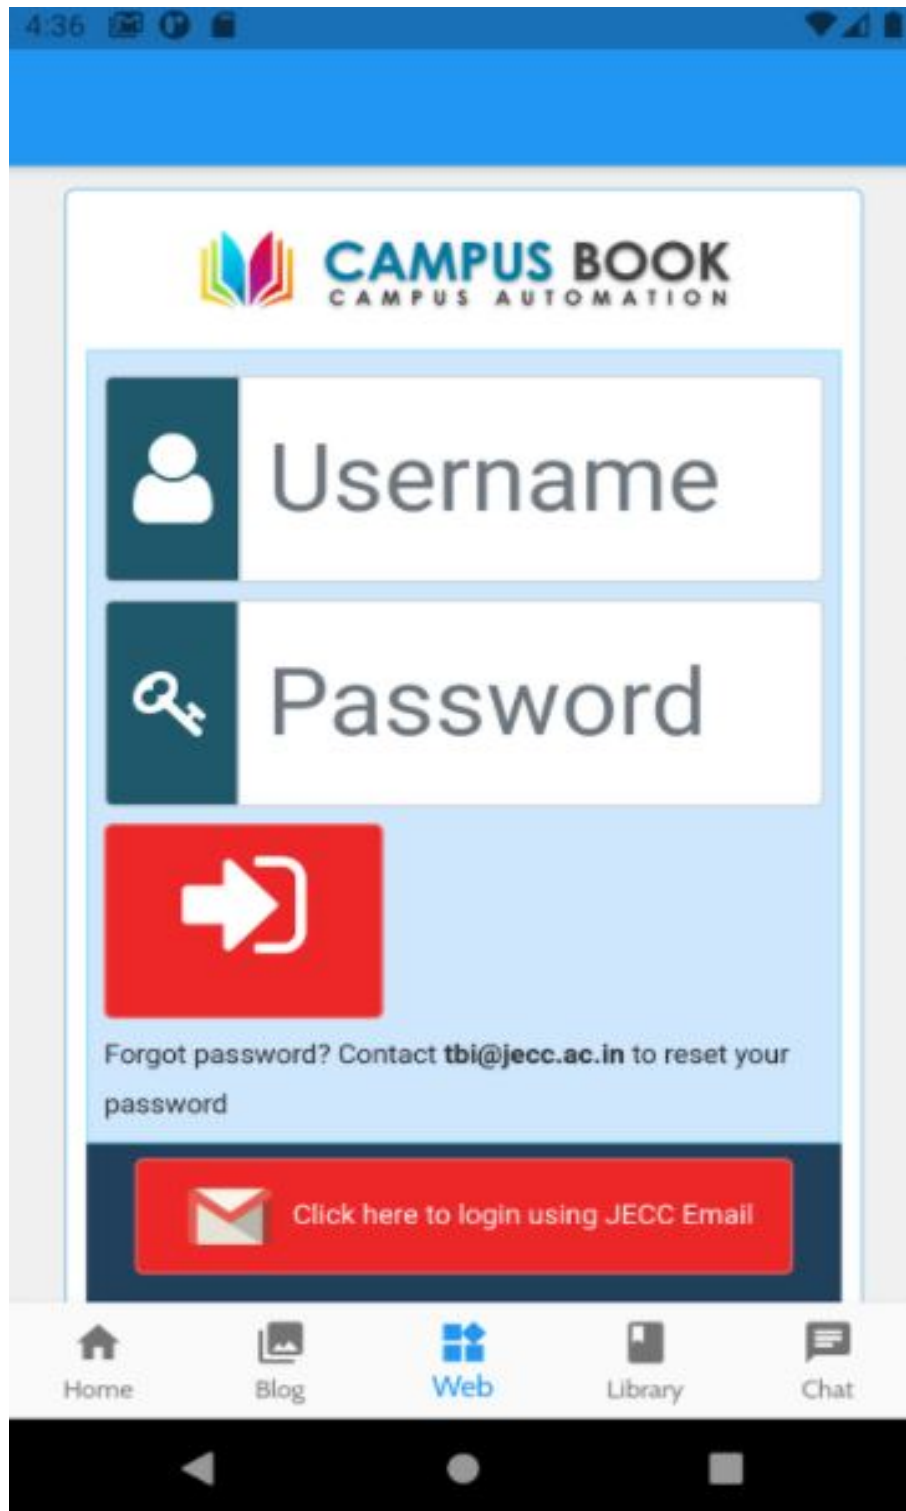 4:36
CAMPUS BOOK
CAMPUS AUTOMATION
Username
Password
Forgot password? Contact tbi@jecc.ac.in to reset your
password
Click here to login using JECC Email
Home Blog Web Library Chat